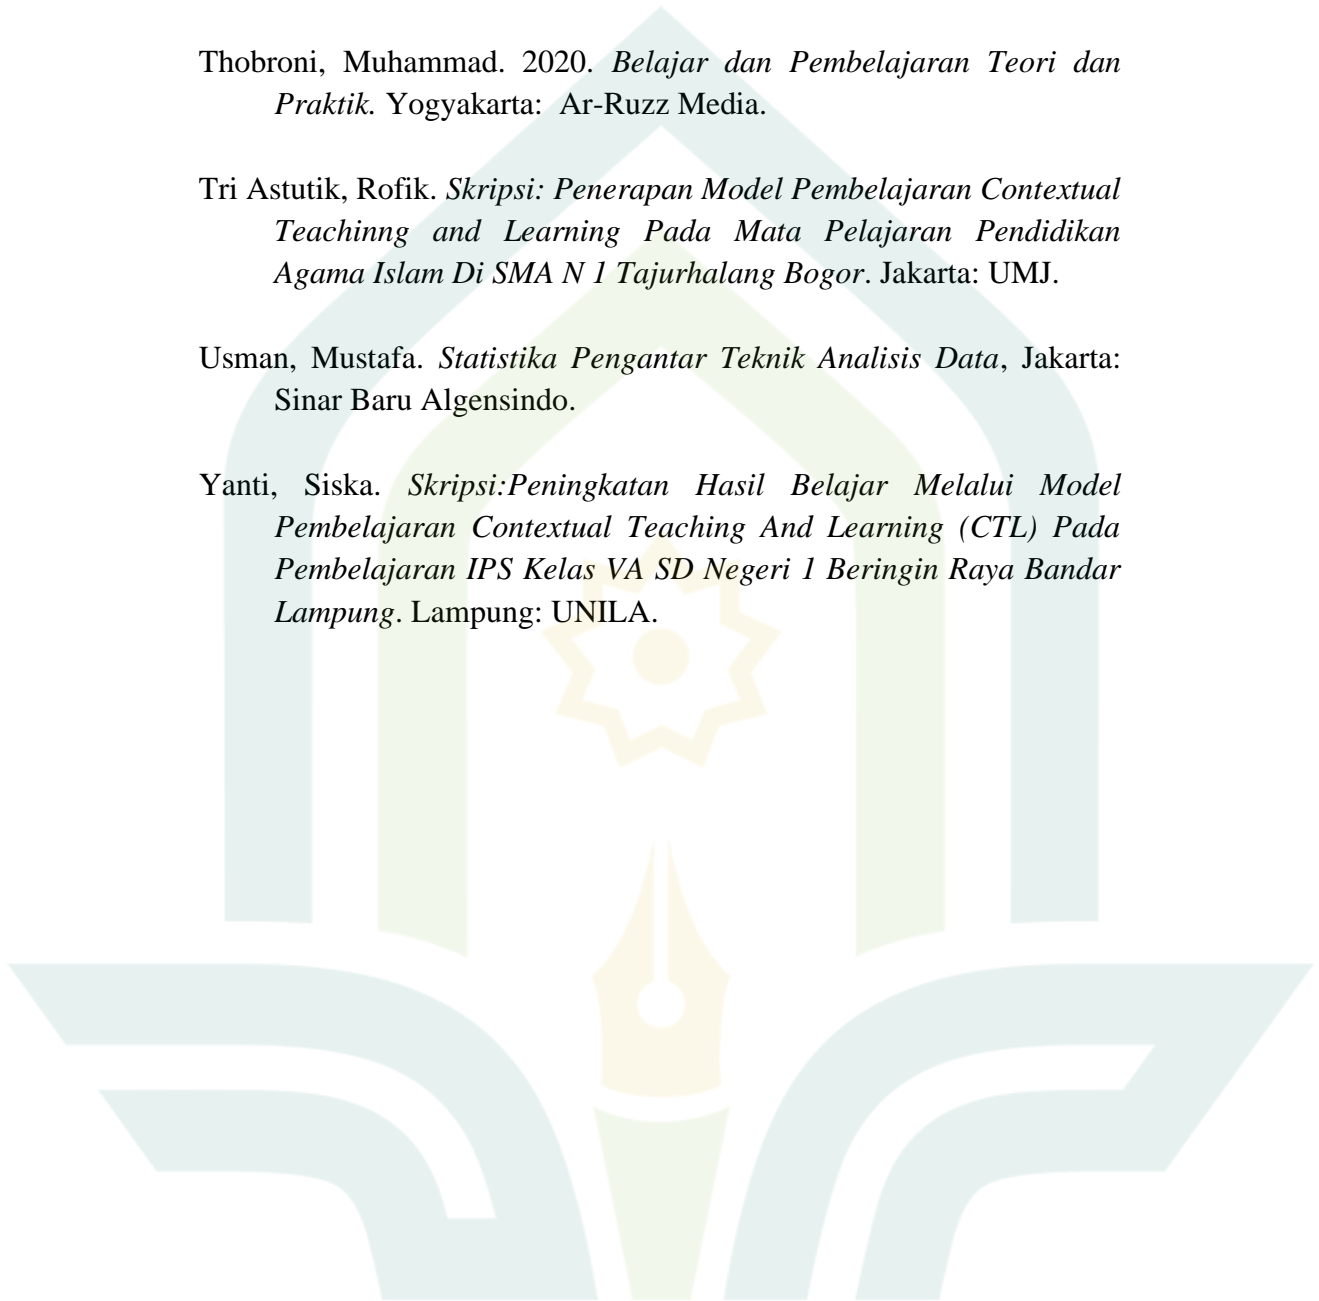 Thobroni, Muhammad. 2020. Belajar dan Pembelajaran Teori dan
Praktik. Yogyakarta: Ar-Ruzz Media.
Tri Astutik, Rofik. Skripsi: Penerapan Model Pembelajaran Contextual
Teachinng and Learning Pada Mata Pelajaran Pendidikan
Agama Islam Di SMA N 1 Tajurhalang Bogor. Jakarta: UMJ.
Usman, Mustafa. Statistika Pengantar Teknik Analisis Data, Jakarta:
Sinar Baru Algensindo.
Yanti, Siska. Skripsi:Peningkatan Hasil Belajar Melalui Model
Pembelajaran Contextual Teaching And Learning (CTL) Pada
Pembelajaran IPS Kelas VA SD Negeri 1 Beringin Raya Bandar
Lampung. Lampung: UNILA.